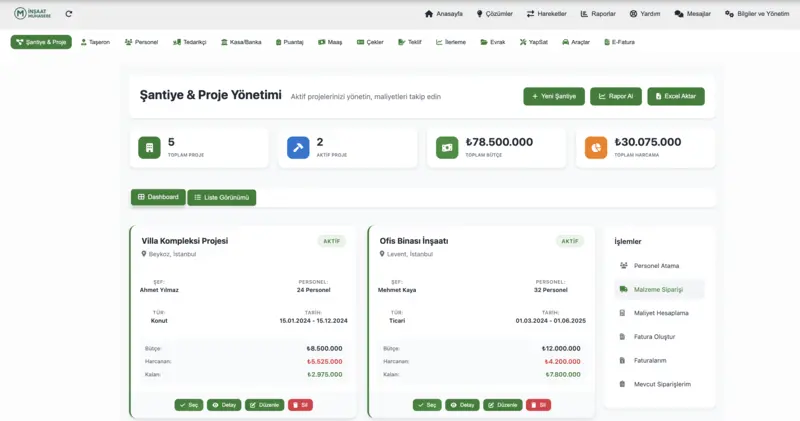 İNŞAAT
MUHASEBE
Anasayfa Çözümler Hareketler Raporlar Yardım Mesajlar Bilgiler ve Yönetim
Şantiye & Proje Taşeron Personel Tedarikçi Kasa/Banka Puantaj Maaş Çekler Teklif İlerleme Evrak YapSat Araçlar E-Fatura
Şantiye & Proje Yönetimi Aktif projelerinizi yönetin, maliyetleri takip edin
+ Yeni Şantiye Rapor Al Excel Aktar
5
TOPLAM PROJE
2
AKTİF PROJE
₺78.500.000
TOPLAM BÜTÇE
₺30.075.000
TOPLAM HARCAMA
Dashboard Liste Görünümü
Villa Kompleksi Projesi AKTİF
Beykoz, İstanbul
ŞEF: PERSONEL:
Ahmet Yılmaz 24 Personel
TÜR: TARİH:
Konut 15.01.2024 - 15.12.2024
Bütçe: ₺8.500.000
Harcanan: ₺5.525.000
Kalan: ₺2.975.000
Seç Detay Düzenle Sil
Ofis Binası İnşaatı AKTİF
Levent, İstanbul
ŞEF: PERSONEL:
Mehmet Kaya 32 Personel
TÜR: TARİH:
Ticari 01.03.2024 - 01.06.2025
Bütçe: ₺12.000.000
Harcanan: ₺4.200.000
Kalan: ₺7.800.000
Seç Detay Düzenle Sil
İşlemler
Personel Atama
Malzeme Siparişi
Maliyet Hesaplama
Fatura Oluştur
Faturalarım
Mevcut Siparişlerim